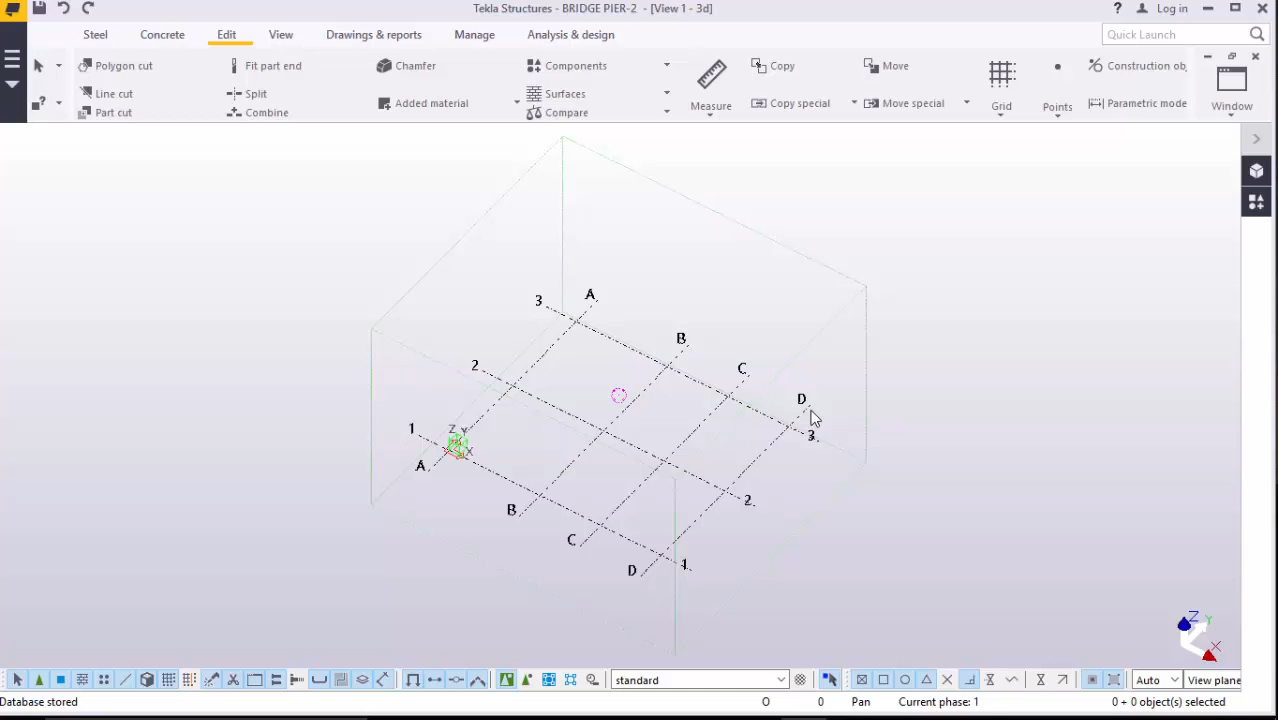 Tekla Structures - BRIDGE PIER-2 - [View 1 - 3d]
? Log in
Steel Concrete Edit View Drawings & reports Manage Analysis & design Quick Launch
Polygon cut Fit part end Chamfer Components Copy Move Construction obj
Line cut Split Added material Surfaces Measure Copy special Move special Grid Points Parametric mode Window
Part cut Combine Compare
3 A
B
2 C
D
1 Z Y 3
X
A
2
B
C
D 1
Z Y
X
standard Auto View plane
Database stored O 0 Pan Current phase: 1 0 + 0 object(s) selected